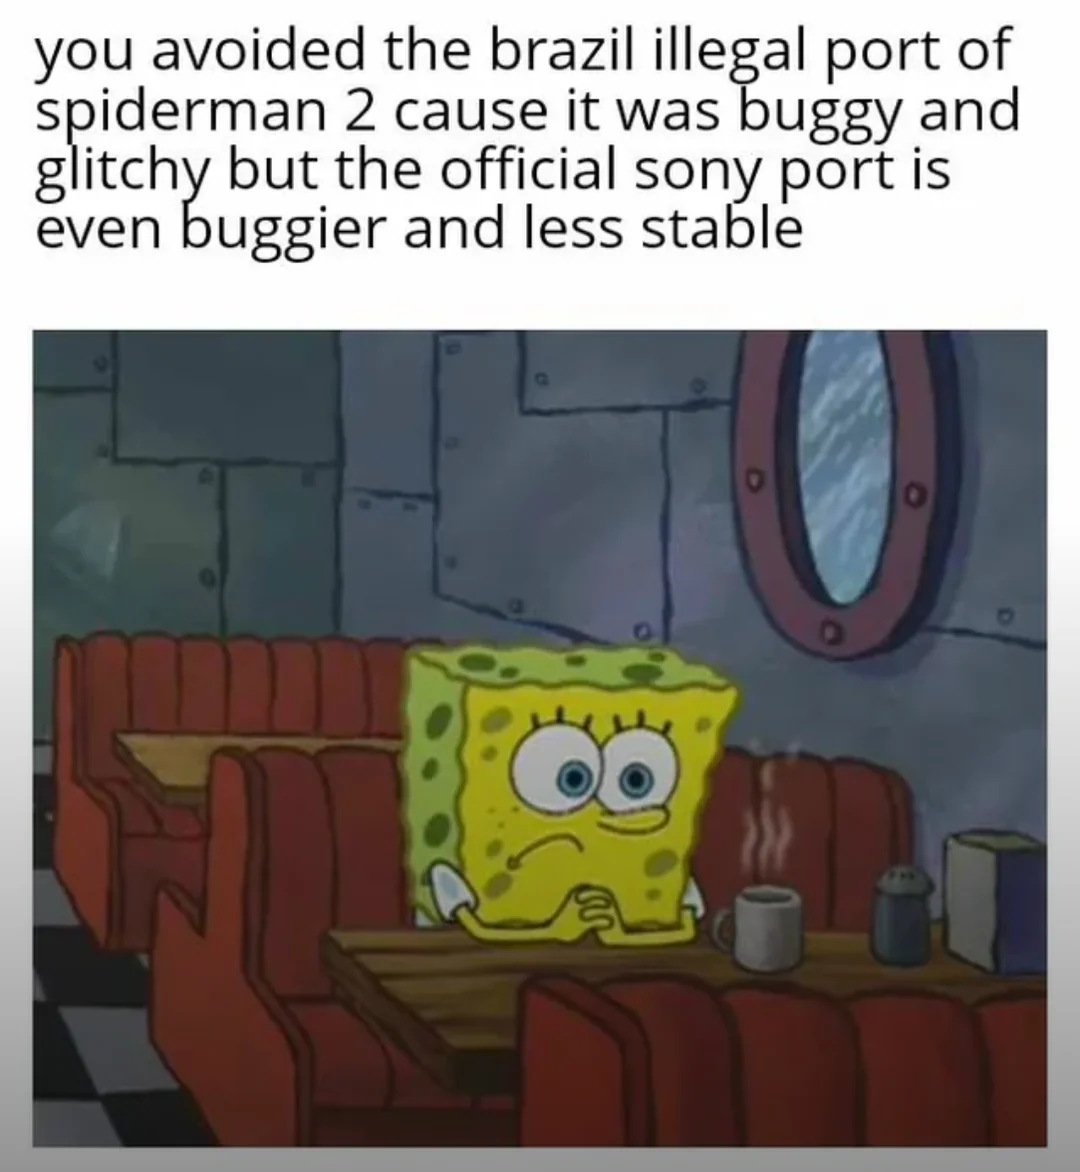 you avoided the brazil illegal port of
spiderman 2 cause it was buggy and
glitchy but the official sony port is
even buggier and less stable